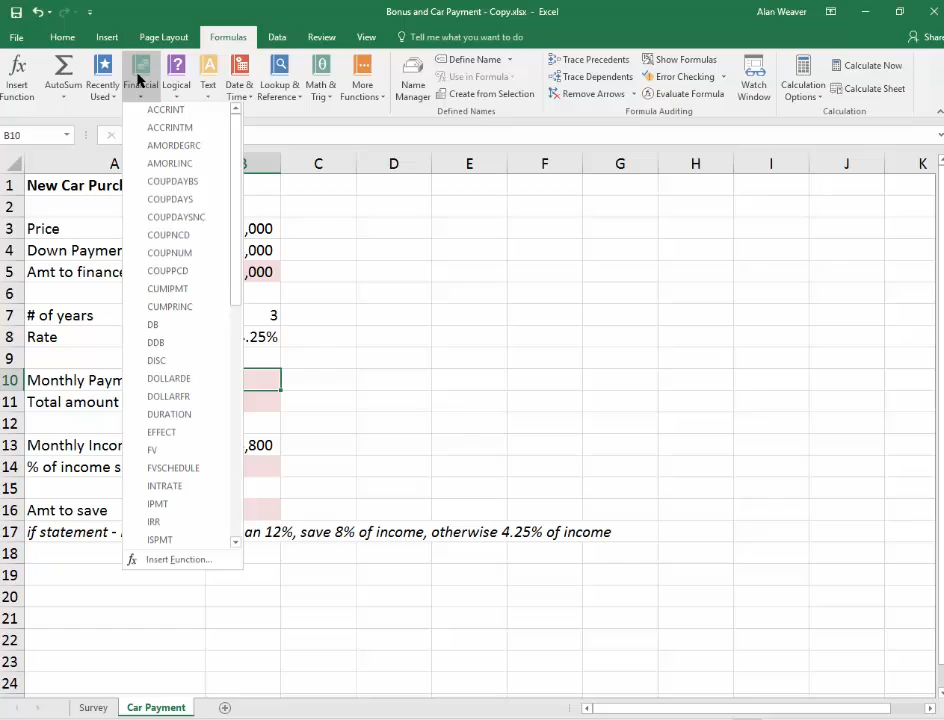 Bonus and Car Payment - Copy.xlsx - Excel
Alan Weaver
File Home Insert Page Layout Formulas Data Review View Tell me what you want to do Share
Insert Function
AutoSum
Recently Used
Financial
Logical
Text
Date & Time
Lookup & Reference
Math & Trig
More Functions
Name Manager
Define Name
Use in Formula
Create from Selection
Defined Names
Trace Precedents
Trace Dependents
Remove Arrows
Show Formulas
Error Checking
Evaluate Formula
Formula Auditing
Watch Window
Calculation Options
Calculate Now
Calculate Sheet
Calculation
B10
A B C D E F G H I J K
1 New Car Purch
2
3 Price ,000
4 Down Paymen ,000
5 Amt to finance ,000
6
7 # of years 3
8 Rate .25%
9
10 Monthly Paym
11 Total amount
12
13 Monthly Incor ,800
14 % of income s
15
16 Amt to save
17 if statement - an 12%, save 8% of income, otherwise 4.25% of income
18
19
20
21
22
23
24
ACCRINT
ACCRINTM
AMORDEGRC
AMORLINC
COUPDAYBS
COUPDAYS
COUPDAYSNC
COUPNCD
COUPNUM
COUPPCD
CUMIPMT
CUMPRINC
DB
DDB
DISC
DOLLARDE
DOLLARFR
DURATION
EFFECT
FV
FVSCHEDULE
INTRATE
IPMT
IRR
ISPMT
fx Insert Function...
Survey Car Payment